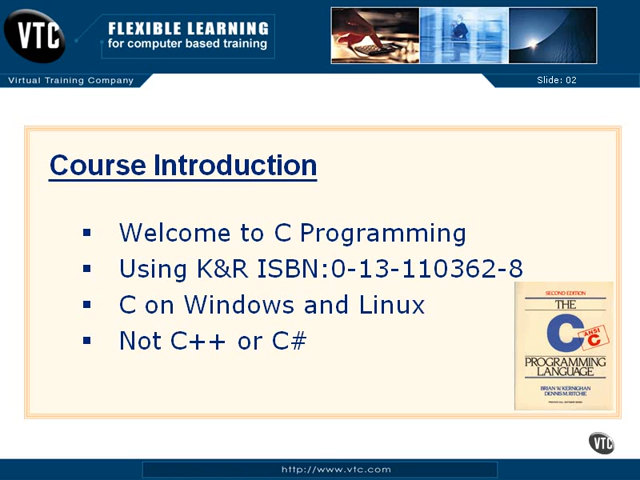 VTC
FLEXIBLE LEARNING
for computer based training
Virtual Training Company
Slide: 02
Course Introduction
▪ Welcome to C Programming
▪ Using K&R ISBN:0-13-110362-8
▪ C on Windows and Linux
▪ Not C++ or C#
SECOND EDITION
THE
C
ANSI
C
PROGRAMMING
LANGUAGE
BRIAN W. KERNIGHAN
DENNIS M. RITCHIE
VTC
http://www.vtc.com